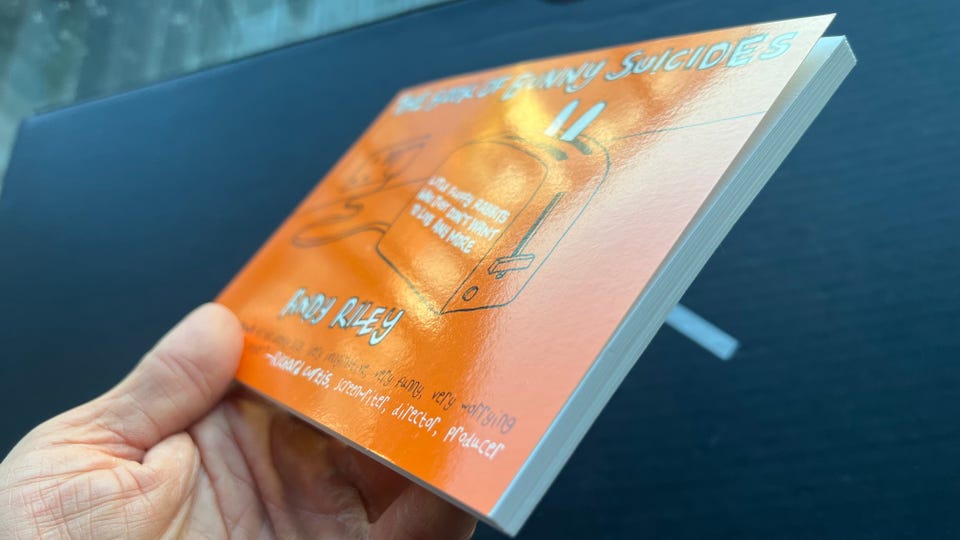 THE BOOK OF BUNNY SUICIDES
LITTLE FLUFFY RABBITS
WHO JUST DON'T WANT
TO LIVE ANY MORE
ANDY RILEY
very funny, very worrying
—Richard Curtis, screenwriter, director, producer